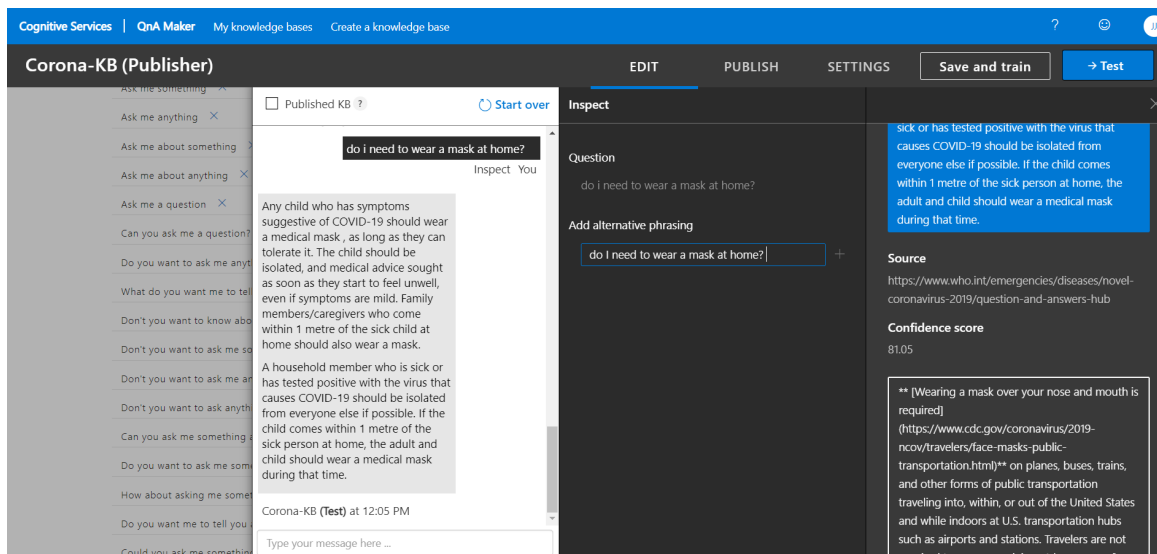 Cognitive Services | QnA Maker My knowledge bases Create a knowledge base ? JJ
Corona-KB (Publisher) EDIT PUBLISH SETTINGS Save and train → Test
Ask me something ×
Ask me anything ×
Ask me about something
Ask me about anything ×
Ask me a question ×
Can you ask me a question?
Do you want to ask me anyt
What do you want me to tel
Don't you want to know abo
Don't you want to ask me so
Don't you want to ask me an
Don't you want to ask anyth
Can you ask me something a
Do you want to ask me som
How about asking me somet
Do you want me to tell you
Could you ask me something
Published KB ? Start over
do i need to wear a mask at home?
Inspect You
Any child who has symptoms
suggestive of COVID-19 should wear
a medical mask , as long as they can
tolerate it. The child should be
isolated, and medical advice sought
as soon as they start to feel unwell,
even if symptoms are mild. Family
members/caregivers who come
within 1 metre of the sick child at
home should also wear a mask.
A household member who is sick or
has tested positive with the virus that
causes COVID-19 should be isolated
from everyone else if possible. If the
child comes within 1 metre of the
sick person at home, the adult and
child should wear a medical mask
during that time.
Corona-KB (Test) at 12:05 PM
Type your message here ...
Inspect
Question
do i need to wear a mask at home?
Add alternative phrasing
do I need to wear a mask at home? +
sick or has tested positive with the virus that
causes COVID-19 should be isolated from
everyone else if possible. If the child comes
within 1 metre of the sick person at home, the
adult and child should wear a medical mask
during that time.
Source
https://www.who.int/emergencies/diseases/novel-
coronavirus-2019/question-and-answers-hub
Confidence score
81.05
** [Wearing a mask over your nose and mouth is
required]
(https://www.cdc.gov/coronavirus/2019-
ncov/travelers/face-masks-public-
transportation.html)** on planes, buses, trains,
and other forms of public transportation
traveling into, within, or out of the United States
and while indoors at U.S. transportation hubs
such as airports and stations. Travelers are not